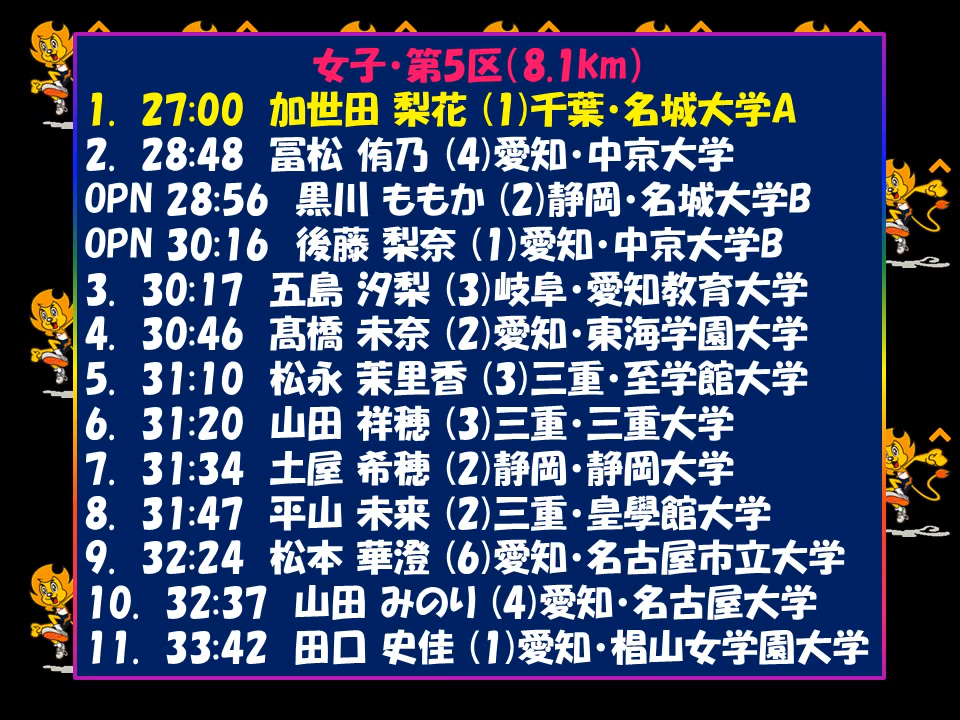 女子・第5区(8.1km)
1. 27:00 加世田 梨花 (1)千葉・名城大学A
2. 28:48 冨松 侑乃 (4)愛知・中京大学
OPN 28:56 黒川 ももか (2)静岡・名城大学B
OPN 30:16 後藤 梨奈 (1)愛知・中京大学B
3. 30:17 五島 汐梨 (3)岐阜・愛知教育大学
4. 30:46 髙橋 未奈 (2)愛知・東海学園大学
5. 31:10 松永 茉里香 (3)三重・至学館大学
6. 31:20 山田 祥穂 (3)三重・三重大学
7. 31:34 土屋 希穂 (2)静岡・静岡大学
8. 31:47 平山 未来 (2)三重・皇學館大学
9. 32:24 松本 華澄 (6)愛知・名古屋市立大学
10. 32:37 山田 みのり (4)愛知・名古屋大学
11. 33:42 田口 史佳 (1)愛知・椙山女学園大学